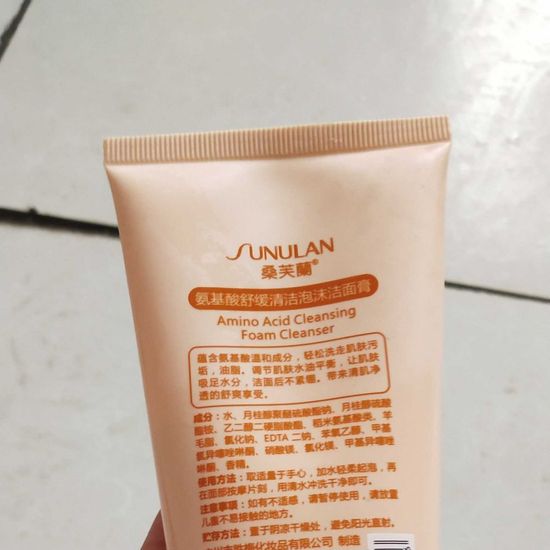 SUNULAN
桑芙蘭®
氨基酸舒缓清洁泡沫洁面膏
Amino Acid Cleansing
Foam Cleanser
蕴含氨基酸温和成分，轻松洗走肌肤污
垢，油脂。调节肌肤水油平衡，让肌肤
吸足水分，洁面后不紧绷。带来清肌净
透的舒爽享受。
成分：水、月桂醇聚醚硫酸酯钠、月桂醇硫酸
酯铵、乙二醇二硬脂酸酯、稻米氨基酸类、羊
毛脂、氯化钠、EDTA 二钠、苯氧乙醇、甲基
氯异噻唑啉酮、硝酸镁、氯化镁、甲基异噻唑
啉酮、香精。
使用方法：取适量于手心，加水轻柔起泡，再
在面部按摩片刻，用清水冲洗干净即可。
注意事项：如有不适感，请暂停使用，请放置
儿童不易接触的地方。
贮存方法：置于阴凉干燥处，避免阳光直射。
化妆品有限公司 制造